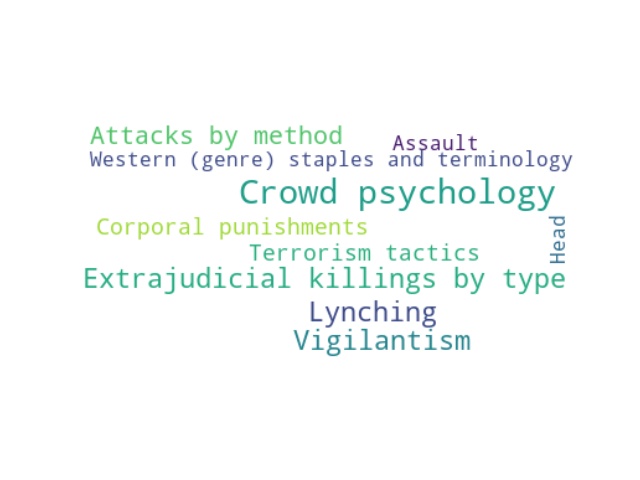 Attacks by method
Assault
Western (genre) staples and terminology
Crowd psychology
Corporal punishments
Head
Terrorism tactics
Extrajudicial killings by type
Lynching
Vigilantism